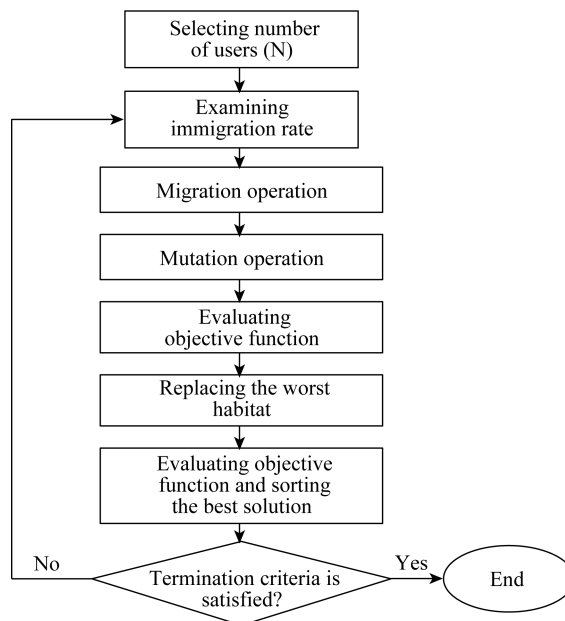 Selecting number
of users (N)
Examining
immigration rate
Migration operation
Mutation operation
Evaluating
objective function
Replacing the worst
habitat
Evaluating objective
function and sorting
the best solution
No
Termination criteria is
satisfied?
Yes
End